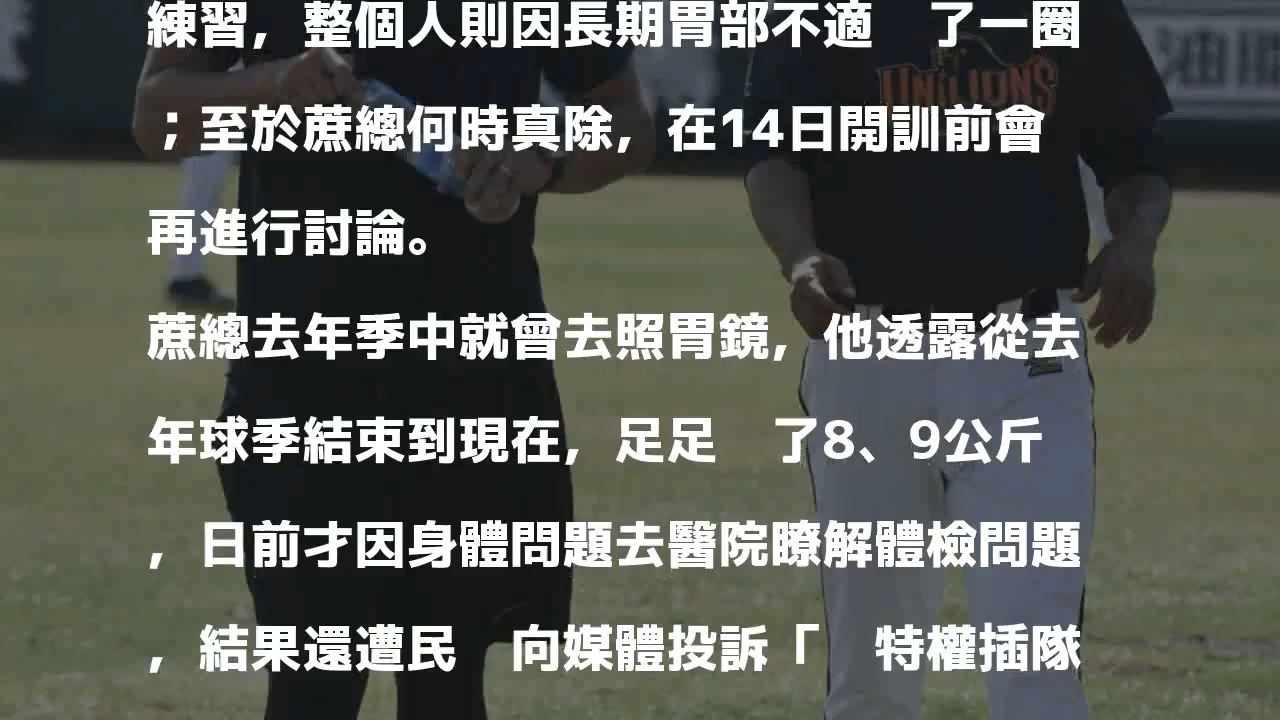 練習，整個人則因長期胃部不適　了一圈
；至於蔗總何時真除，在14日開訓前會
再進行討論。
蔗總去年季中就曾去照胃鏡，他透露從去
年球季結束到現在，足足　了8、9公斤
，日前才因身體問題去醫院瞭解體檢問題
，結果還遭民　向媒體投訴「　特權插隊
UNiLIONS
油脂